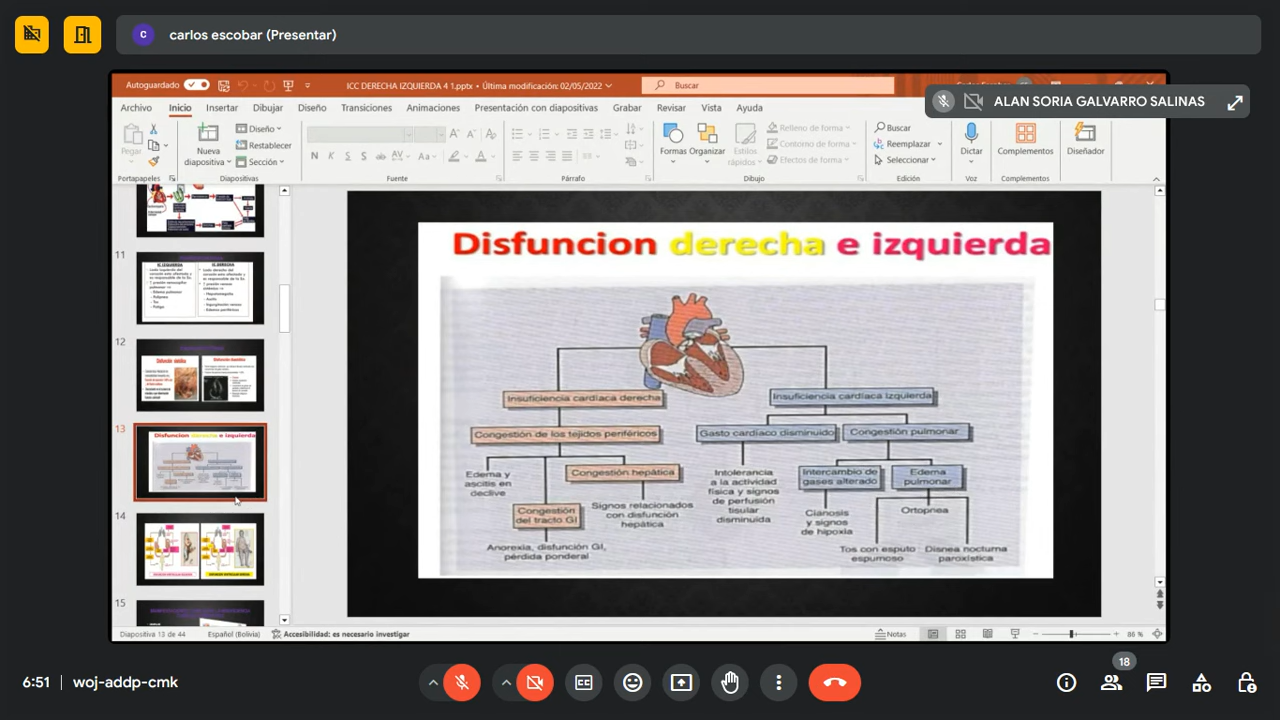 carlos escobar (Presentar)
Autoguardado
ICC DERECHA IZQUIERDA 4 1.pptx • Última modificación: 02/05/2022
Buscar
ALAN SORIA GALVARRO SALINAS
Archivo Inicio Insertar Dibujar Diseño Transiciones Animaciones Presentación con diapositivas Grabar Revisar Vista Ayuda
Pegar
Nueva diapositiva
Diseño
Restablecer
Sección
Formas
Organizar
Estilos rápidos
Relleno de forma
Contorno de forma
Efectos de forma
Buscar
Reemplazar
Seleccionar
Dictar
Complementos
Diseñador
Portapapeles Diapositivas Fuente Párrafo Dibujo Edición Voz Complementos
11
12
13
14
15
Disfuncion derecha e izquierda
Insuficiencia cardíaca derecha
Insuficiencia cardíaca izquierda
Congestión de los tejidos periféricos
Gasto cardíaco disminuido
Congestión pulmonar
Edema y
ascitis en
declive
Congestión hepática
Intolerancia
a la actividad
física y signos
de perfusión
tisular
disminuida
Intercambio de
gases alterado
Edema
pulmonar
Congestión
del tracto GI
Signos relacionados
con disfunción
hepática
Cianosis
y signos
de hipoxia
Ortopnea
Anorexia, disfunción GI,
pérdida ponderal
Tos con esputo
espumoso
Disnea nocturna
paroxística
Diapositiva 13 de 44 Español (Bolivia) Accesibilidad: es necesario investigar
Notas
86 %
6:51 | woj-addp-cmk
18